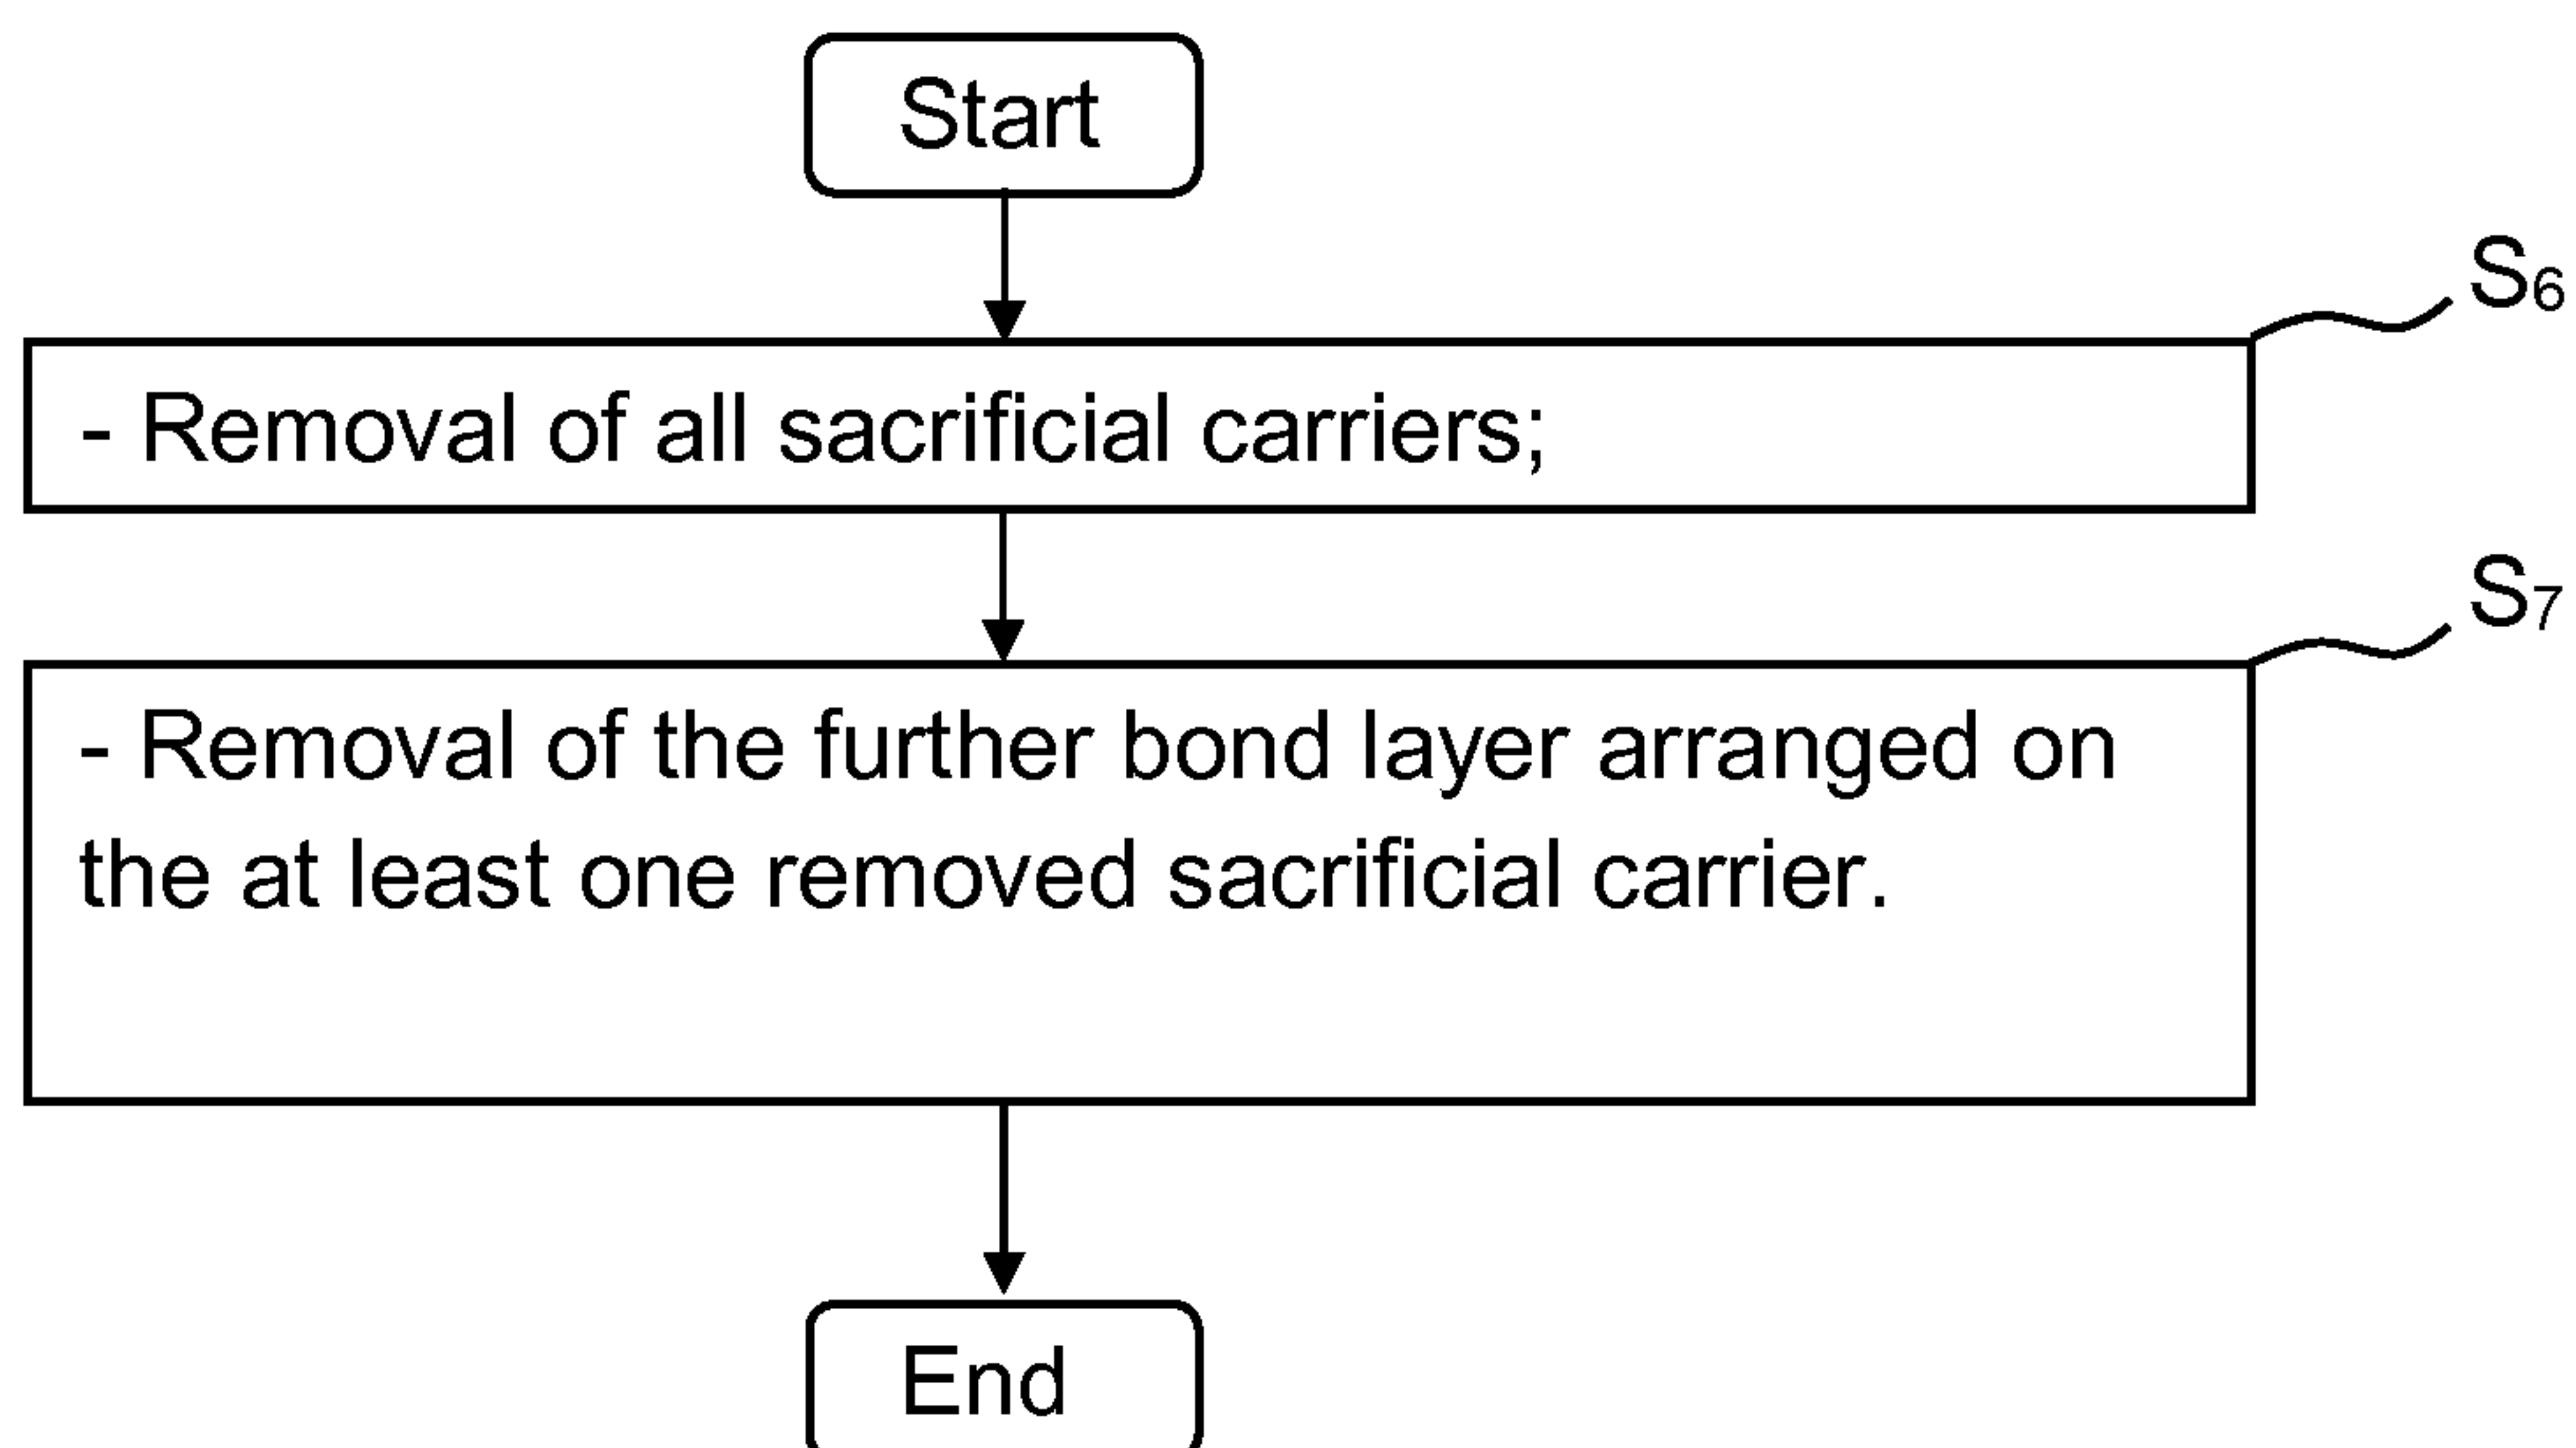 Start
S6
- Removal of all sacrificial carriers;
S7
- Removal of the further bond layer arranged on
the at least one removed sacrificial carrier.
End